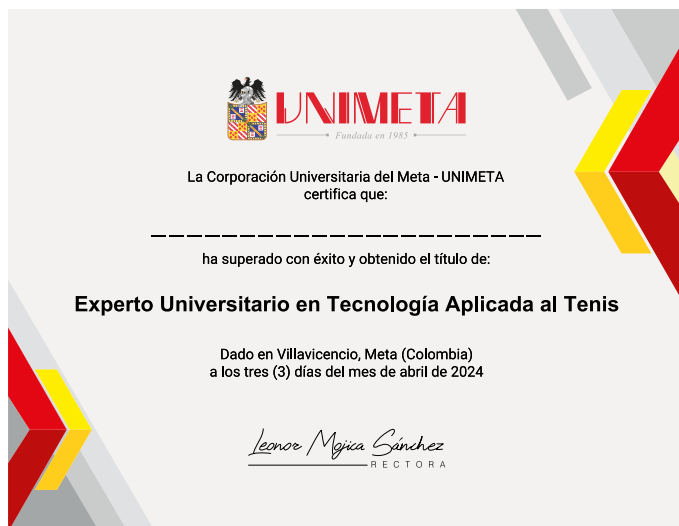 UNIMETA
Fundada en 1985
La Corporación Universitaria del Meta - UNIMETA
certifica que:
ha superado con éxito y obtenido el título de:
Experto Universitario en Tecnología Aplicada al Tenis
Dado en Villavicencio, Meta (Colombia)
a los tres (3) días del mes de abril de 2024
Leonor Mojica Sánchez
RECTORA